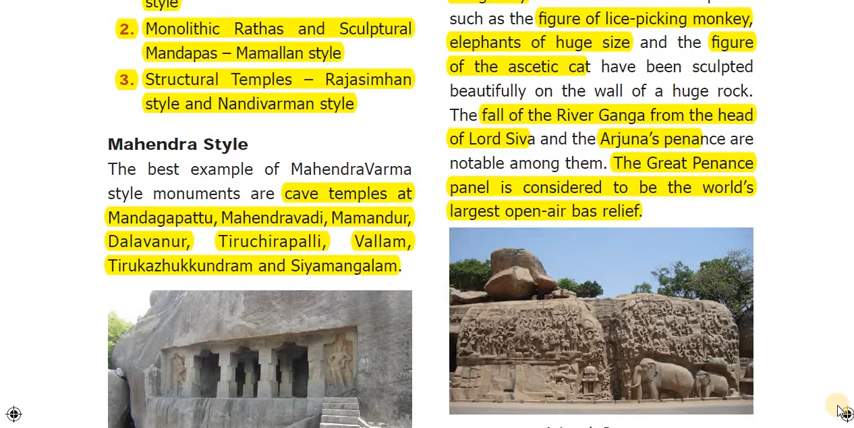 style
2. Monolithic Rathas and Sculptural
Mandapas – Mamallan style
3. Structural Temples – Rajasimhan
style and Nandivarman style
Mahendra Style
The best example of MahendraVarma
style monuments are cave temples at
Mandagapattu, Mahendravadi, Mamandur,
Dalavanur, Tiruchirapalli, Vallam,
Tirukazhukkundram and Siyamangalam.
such as the figure of lice-picking monkey,
elephants of huge size and the figure
of the ascetic cat have been sculpted
beautifully on the wall of a huge rock.
The fall of the River Ganga from the head
of Lord Siva and the Arjuna's penance are
notable among them. The Great Penance
panel is considered to be the world's
largest open-air bas relief.